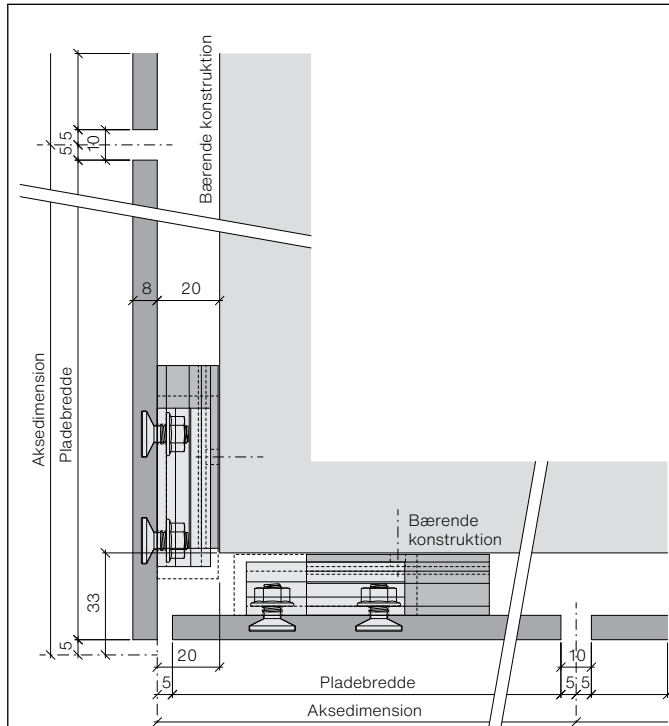 Bærende konstruktion
5
10
5
8
20
Aksedimension
Pladebredde
Bærende
konstruktion
33
5
20
10
5
Pladebredde
5
5
Aksedimension